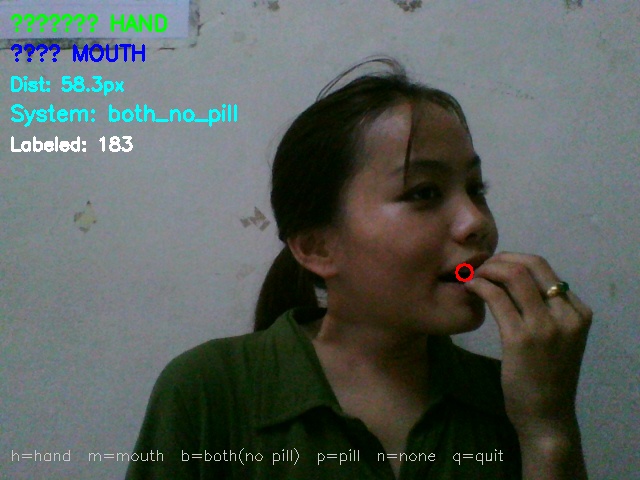 ??????? HAND
???? MOUTH
Dist: 58.3px
System: both_no_pill
Labeled: 183
h=hand m=mouth b=both(no pill) p=pill n=none q=quit